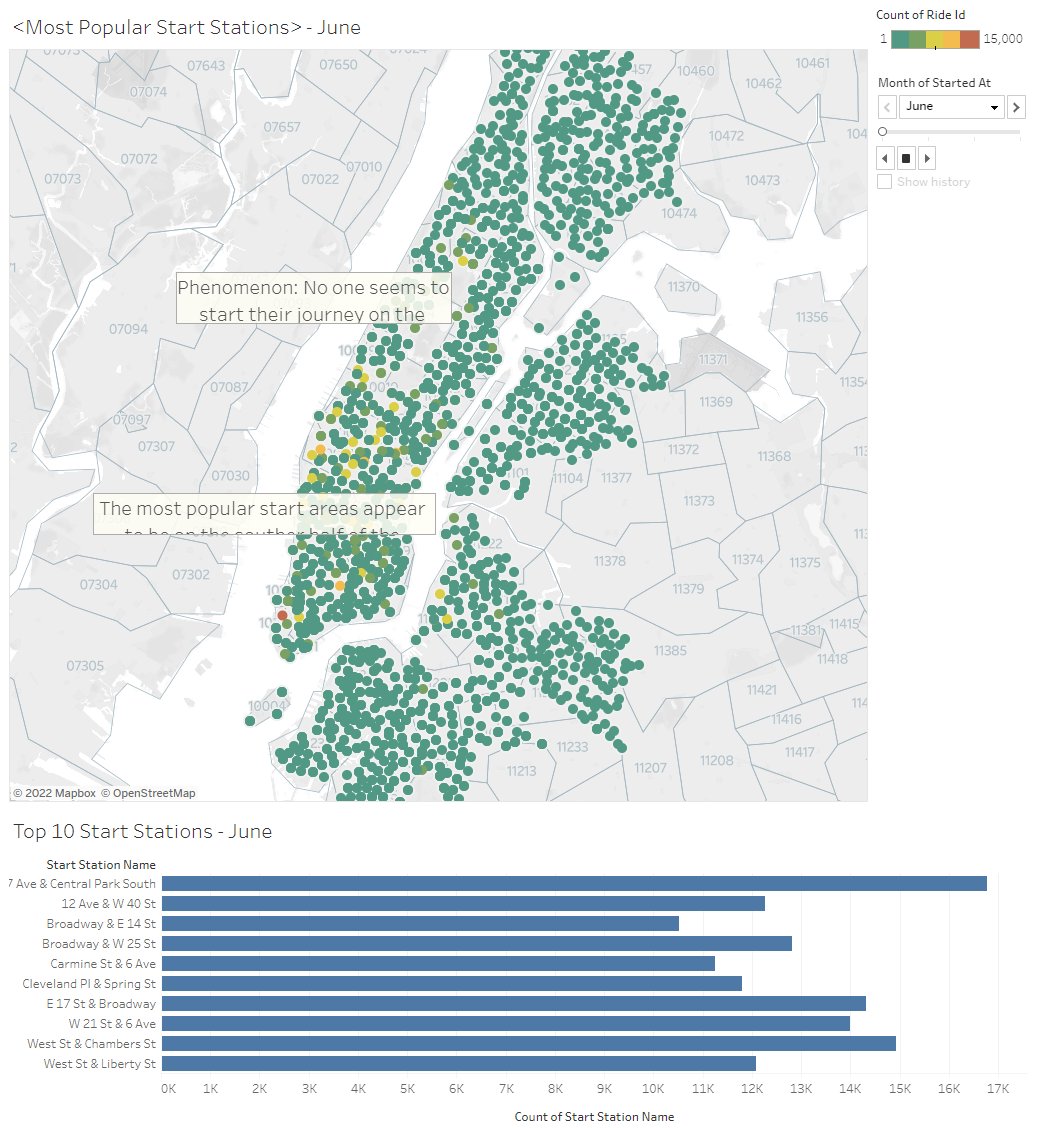 <Most Popular Start Stations> - June
Count of Ride Id
1 15,000
Month of Started At
June
Show history
07643
07650
10460
10461
10462
07074
07657
10472
07072
07010
07073
07022
10473
10474
Phenomenon: No one seems to
start their journey on the
11370
11356
07094
11371
07087
11369
07097
07307
11372
11368
07030
11104
11377
11373
The most popular start areas appear
to be on the souther half of the
11378
11374
11375
07304
07302
11379
11381
11415
11385
11418
07305
11421
10004
11416
11417
11233
11208
11207
11213
© 2022 Mapbox © OpenStreetMap
Top 10 Start Stations - June
Start Station Name
7 Ave & Central Park South
12 Ave & W 40 St
Broadway & E 14 St
Broadway & W 25 St
Carmine St & 6 Ave
Cleveland Pl & Spring St
E 17 St & Broadway
W 21 St & 6 Ave
West St & Chambers St
West St & Liberty St
0K 1K 2K 3K 4K 5K 6K 7K 8K 9K 10K 11K 12K 13K 14K 15K 16K 17K
Count of Start Station Name